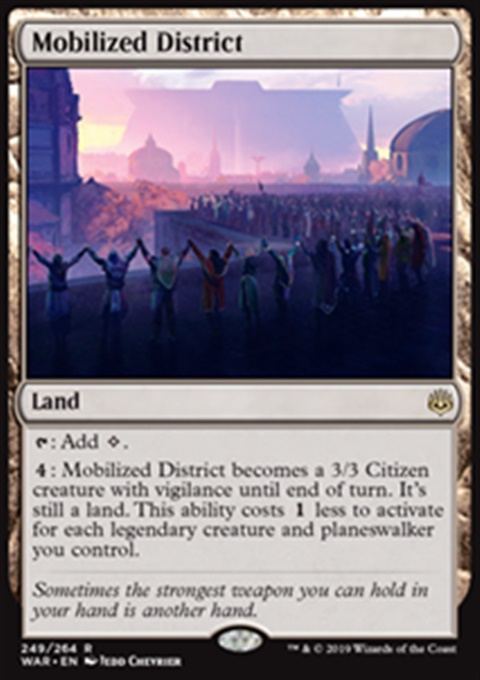 Mobilized District
Land
T: Add ◇.
4: Mobilized District becomes a 3/3 Citizen
creature with vigilance until end of turn. It's
still a land. This ability costs 1 less to activate
for each legendary creature and planeswalker
you control.
Sometimes the strongest weapon you can hold in
your hand is another hand.
249/264 R
WAR • EN JEDD CHEVRIER
™ & © 2019 Wizards of the Coast